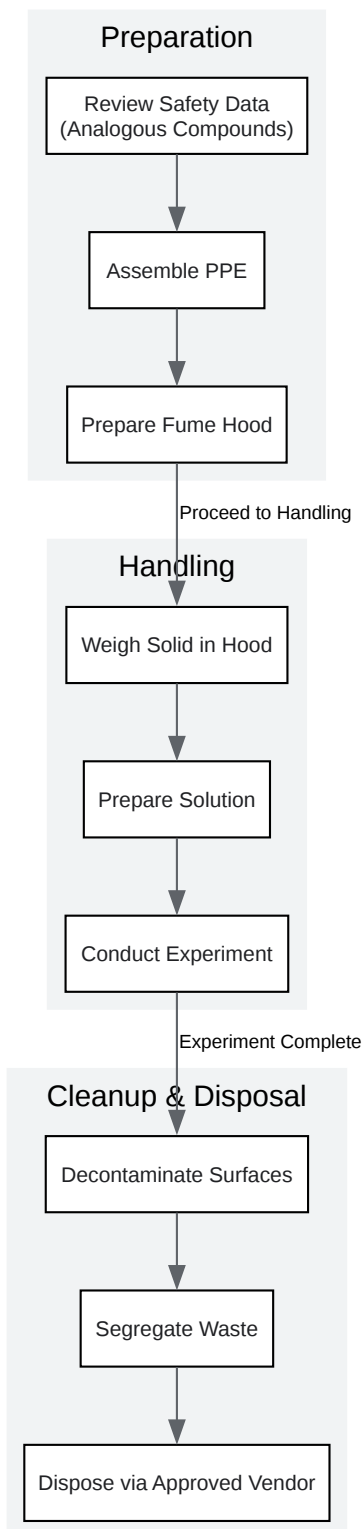 Preparation
Review Safety Data
(Analogous Compounds)
Assemble PPE
Prepare Fume Hood
Proceed to Handling
Handling
Weigh Solid in Hood
Prepare Solution
Conduct Experiment
Experiment Complete
Cleanup & Disposal
Decontaminate Surfaces
Segregate Waste
Dispose via Approved Vendor